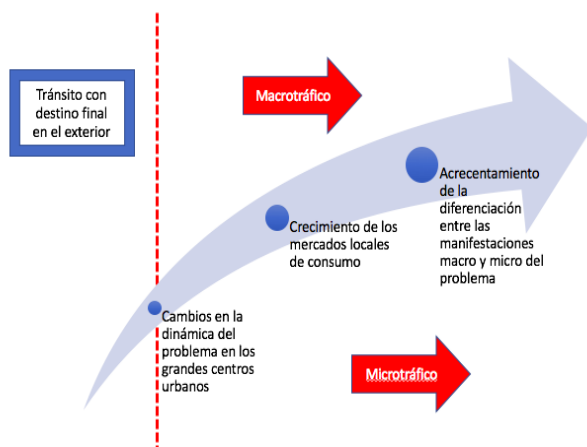 Tránsito con
destino final
en el exterior
Macrotráfico
Acrecentamiento
de la
diferenciación
entre las
manifestaciones
macro y micro del
problema
Crecimiento de los
mercados locales
de consumo
Cambios en la
dinámica del
problema en los
grandes centros
urbanos
Microtráfico